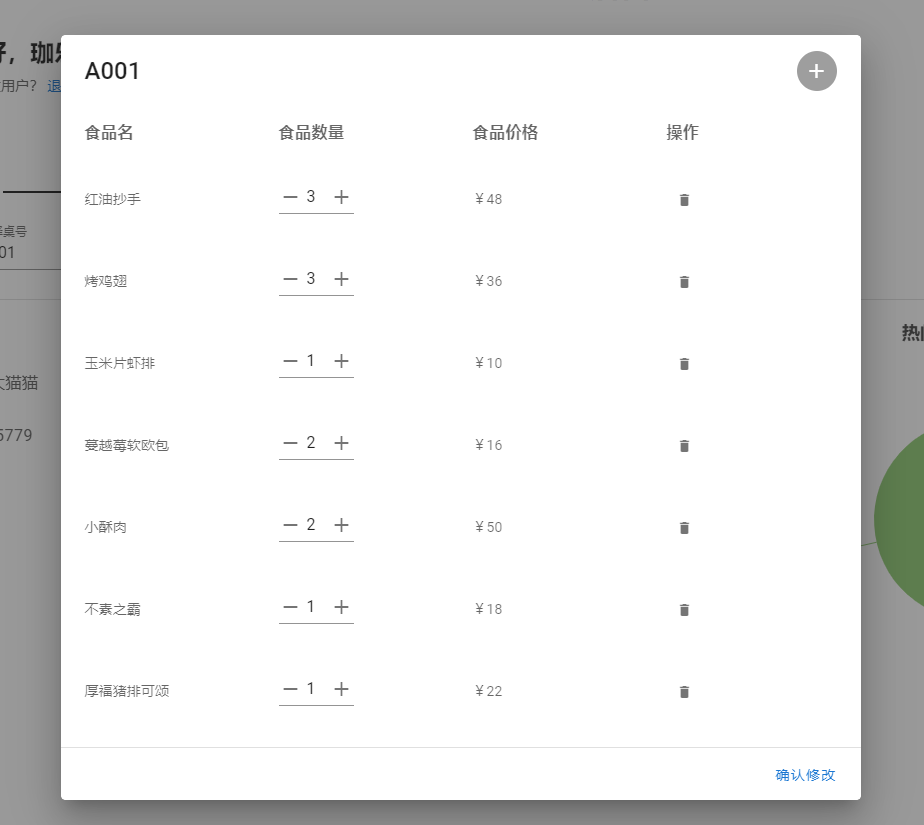 A001
食品名 食品数量 食品价格 操作
红油抄手 3 ¥48
烤鸡翅 3 ¥36
玉米片虾排 1 ¥10
蔓越莓软欧包 2 ¥16
小酥肉 2 ¥50
不素之霸 1 ¥18
厚福猪排可颂 1 ¥22
确认修改
用户? 退
桌号
01
猫猫
5779
热